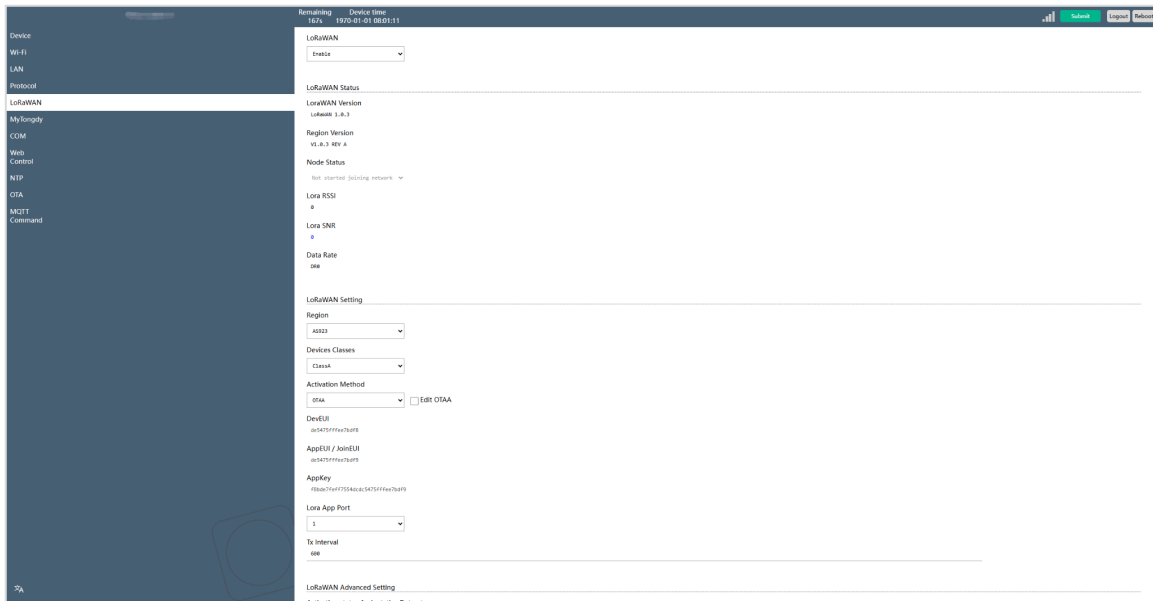 Remaining Device time
167s 1970-01-01 08:01:11
Submit Logout Reboot
Device
Wi-Fi
LAN
Protocol
LoRaWAN
MyTongdy
COM
Web
Control
NTP
OTA
MQTT
Command
LoRaWAN
Enable
LoRaWAN Status
LoraWAN Version
LoRaWAN 1.0.3
Region Version
V1.0.3 REV A
Node Status
Not started joining network
Lora RSSI
0
Lora SNR
0
Data Rate
DR0
LoRaWAN Setting
Region
AS923
Devices Classes
ClassA
Activation Method
OTAA Edit OTAA
DevEUI
de5475fffee7bdf8
AppEUI / JoinEUI
de5475fffee7bdf9
AppKey
Lora App Port
1
Tx Interval
600
LoRaWAN Advanced Setting